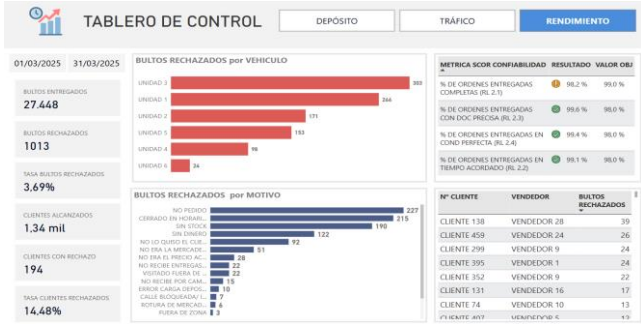 TABLERO DE CONTROL
DEPÓSITO
TRÁFICO
RENDIMIENTO
01/03/2025 31/03/2025
BULTOS ENTREGADOS
27.448
BULTOS RECHAZADOS
1013
TASA BULTOS RECHAZADOS
3,69%
CLIENTES ALCANZADOS
1,34 mil
CLIENTES CON RECHAZO
194
TASA CLIENTES RECHAZADOS
14,48%
BULTOS RECHAZADOS por VEHICULO
UNIDAD 3
UNIDAD 1 266
UNIDAD 2 171
UNIDAD 5 153
UNIDAD 4 98
UNIDAD 6
BULTOS RECHAZADOS por MOTIVO
NO PEDIDO 227
CERRADO EN HORARI... 215
SIN STOCK 190
SIN DINERO 122
NO LO QUISO EL CLIE... 92
NO ERA LA MERCADE... 51
NO ERA EL PRECIO AC... 28
NO RECIBE ENTREGAS... 22
VISITADO FUERA DE ... 22
NO RECIBE POR CAM... 15
ERROR CARGA DEPOS... 10
CALLE BLOQUEADA/ I... 7
ROTURA DE MERCAD... 6
FUERA DE ZONA 3
METRICA SCOR CONFIABILIDAD RESULTADO VALOR OBJ
% DE ORDENES ENTREGADAS 98,2 % 99,0 %
COMPLETAS (RL 2.1)
% DE ORDENES ENTREGADAS 99,6 % 98,0 %
CON DOC PRECISA (RL 2.3)
% DE ORDENES ENTREGADAS EN 99,4 % 98,0 %
COND PERFECTA (RL 2.4)
% DE ORDENES ENTREGADAS EN 99,1 % 98,0 %
TIEMPO ACORDADO (RL 2.2)
Nº CLIENTE VENDEDOR BULTOS
RECHAZADOS
CLIENTE 138 VENDEDOR 28 39
CLIENTE 459 VENDEDOR 24 26
CLIENTE 299 VENDEDOR 9 24
CLIENTE 395 VENDEDOR 1 24
CLIENTE 352 VENDEDOR 9 22
CLIENTE 131 VENDEDOR 16 17
CLIENTE 74 VENDEDOR 10 13
CLIENTE 407 VENDEDOR 5 12